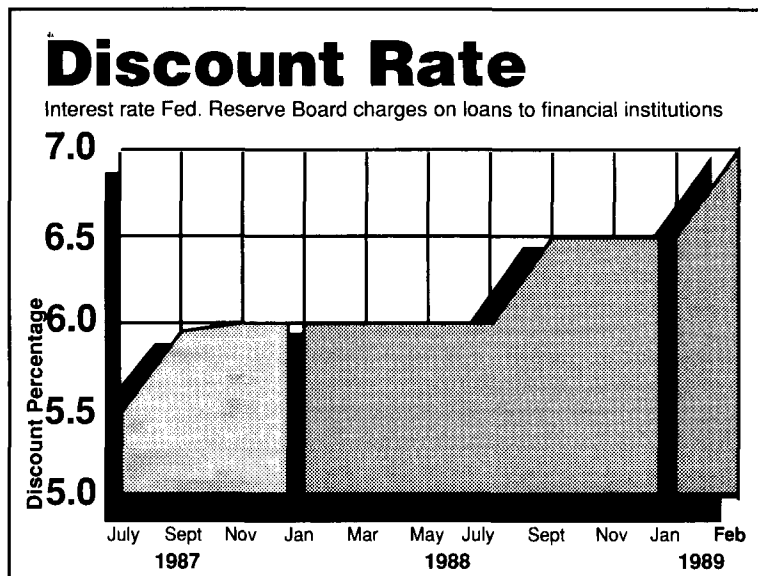 Discount Rate
Interest rate Fed. Reserve Board charges on loans to financial institutions
7.0
6.5
6.0
5.5
5.0
Discount Percentage
July Sept Nov Jan Mar May July Sept Nov Jan Feb
1987 1988 1989